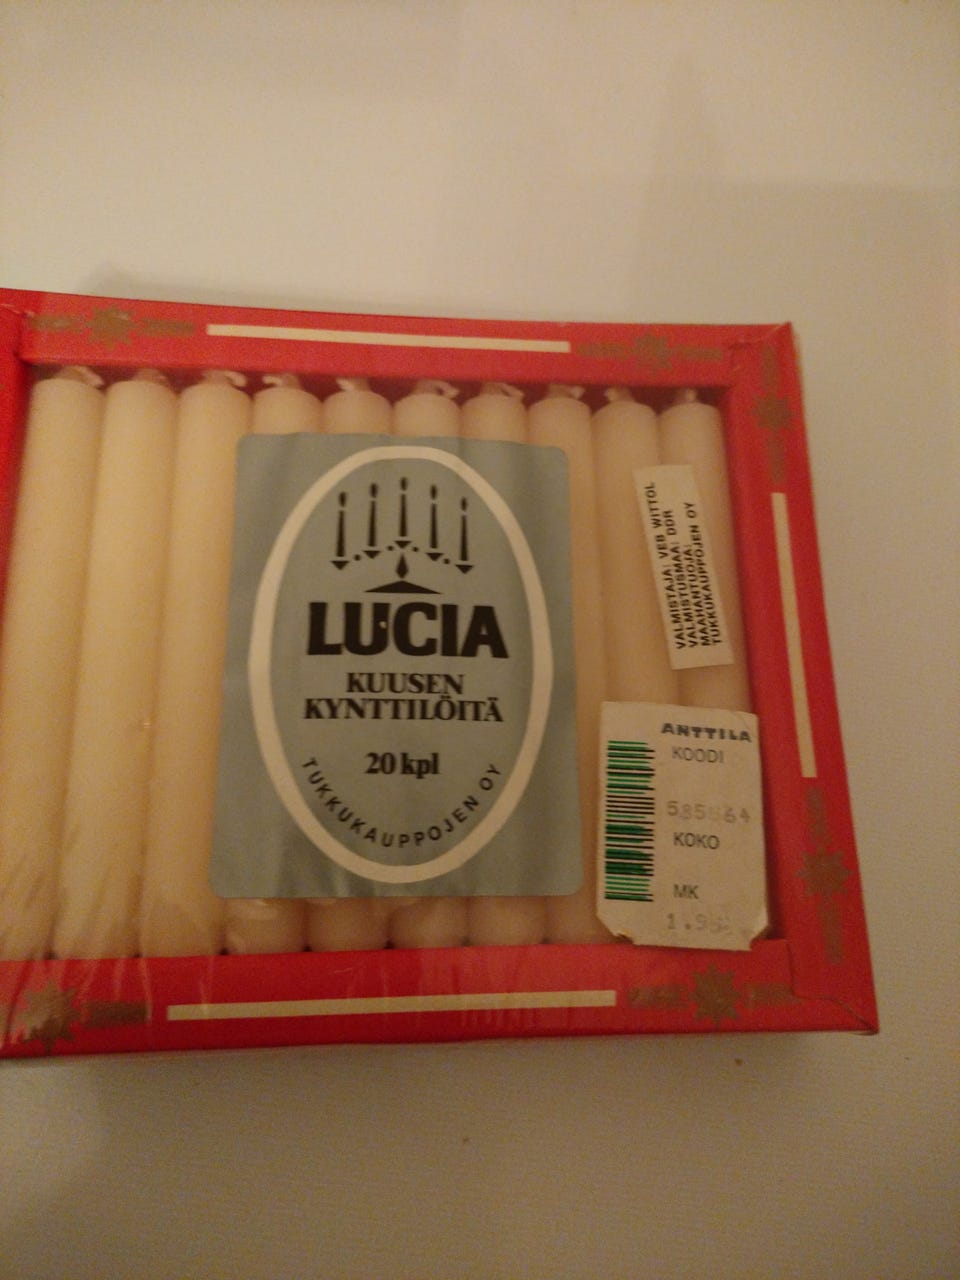 LUCIA
KUUSEN
KYNTTILÖITÄ
20 kpl
TUKKUKAUPPOJEN OY
VALMISTAJA: VEB WITTOL
VALMISTUSMAA: DDR
MAAHANTUOJA:
TUKKUKAUPPOJEN OY
ANTTILA
KOODI
KOKO
MK